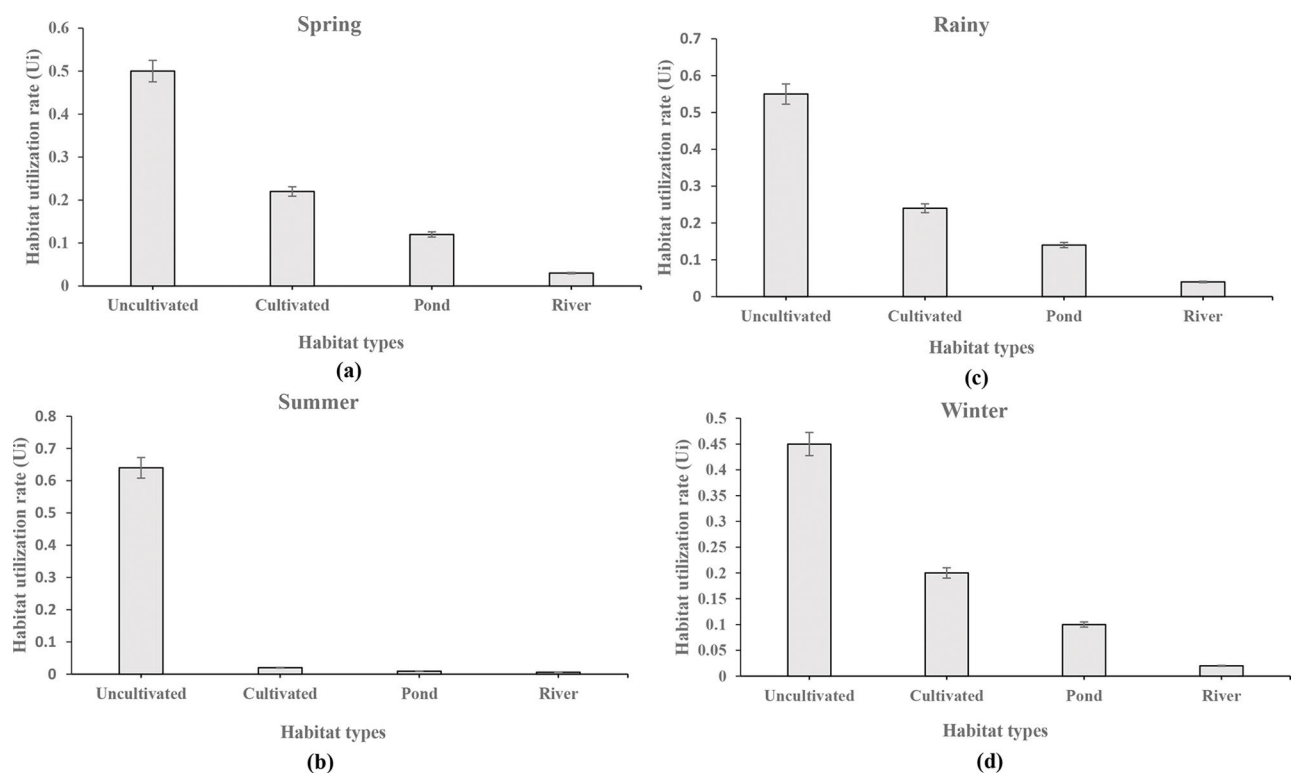 Spring
Habitat utilization rate (Ui)
0.6
0.5
0.4
0.3
0.2
0.1
0
Uncultivated Cultivated Pond River
Habitat types
(a)
Summer
Habitat utilization rate (Ui)
0.8
0.7
0.6
0.5
0.4
0.3
0.2
0.1
0
Uncultivated Cultivated Pond River
Habitat types
(b)
Rainy
Habitat utilization rate (Ui)
0.7
0.6
0.5
0.4
0.3
0.2
0.1
0
Uncultivated Cultivated Pond River
Habitat types
(c)
Winter
Habitat utilization rate (Ui)
0.5
0.45
0.4
0.35
0.3
0.25
0.2
0.15
0.1
0.05
0
Uncultivated Cultivated Pond River
Habitat types
(d)